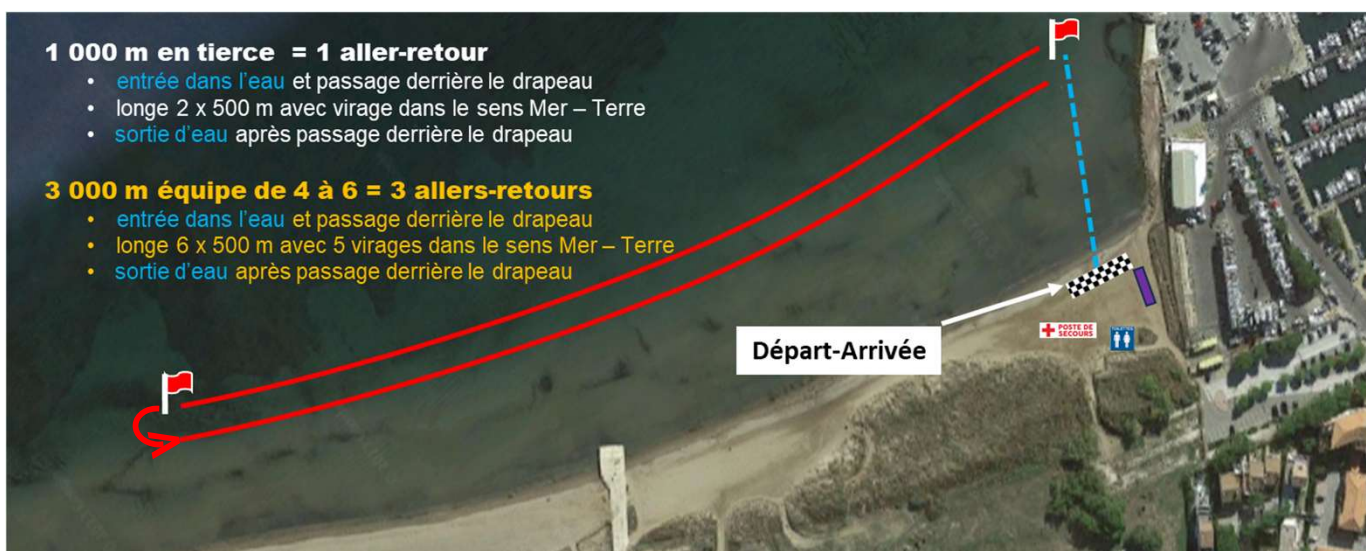 1 000 m en tierce = 1 aller-retour
• entrée dans l'eau et passage derrière le drapeau
• longe 2 x 500 m avec virage dans le sens Mer – Terre
• sortie d'eau après passage derrière le drapeau
3 000 m équipe de 4 à 6 = 3 allers-retours
• entrée dans l'eau et passage derrière le drapeau
• longe 6 x 500 m avec 5 virages dans le sens Mer – Terre
• sortie d'eau après passage derrière le drapeau
Départ-Arrivée
POSTE DE
SECOURS
TOILETTES